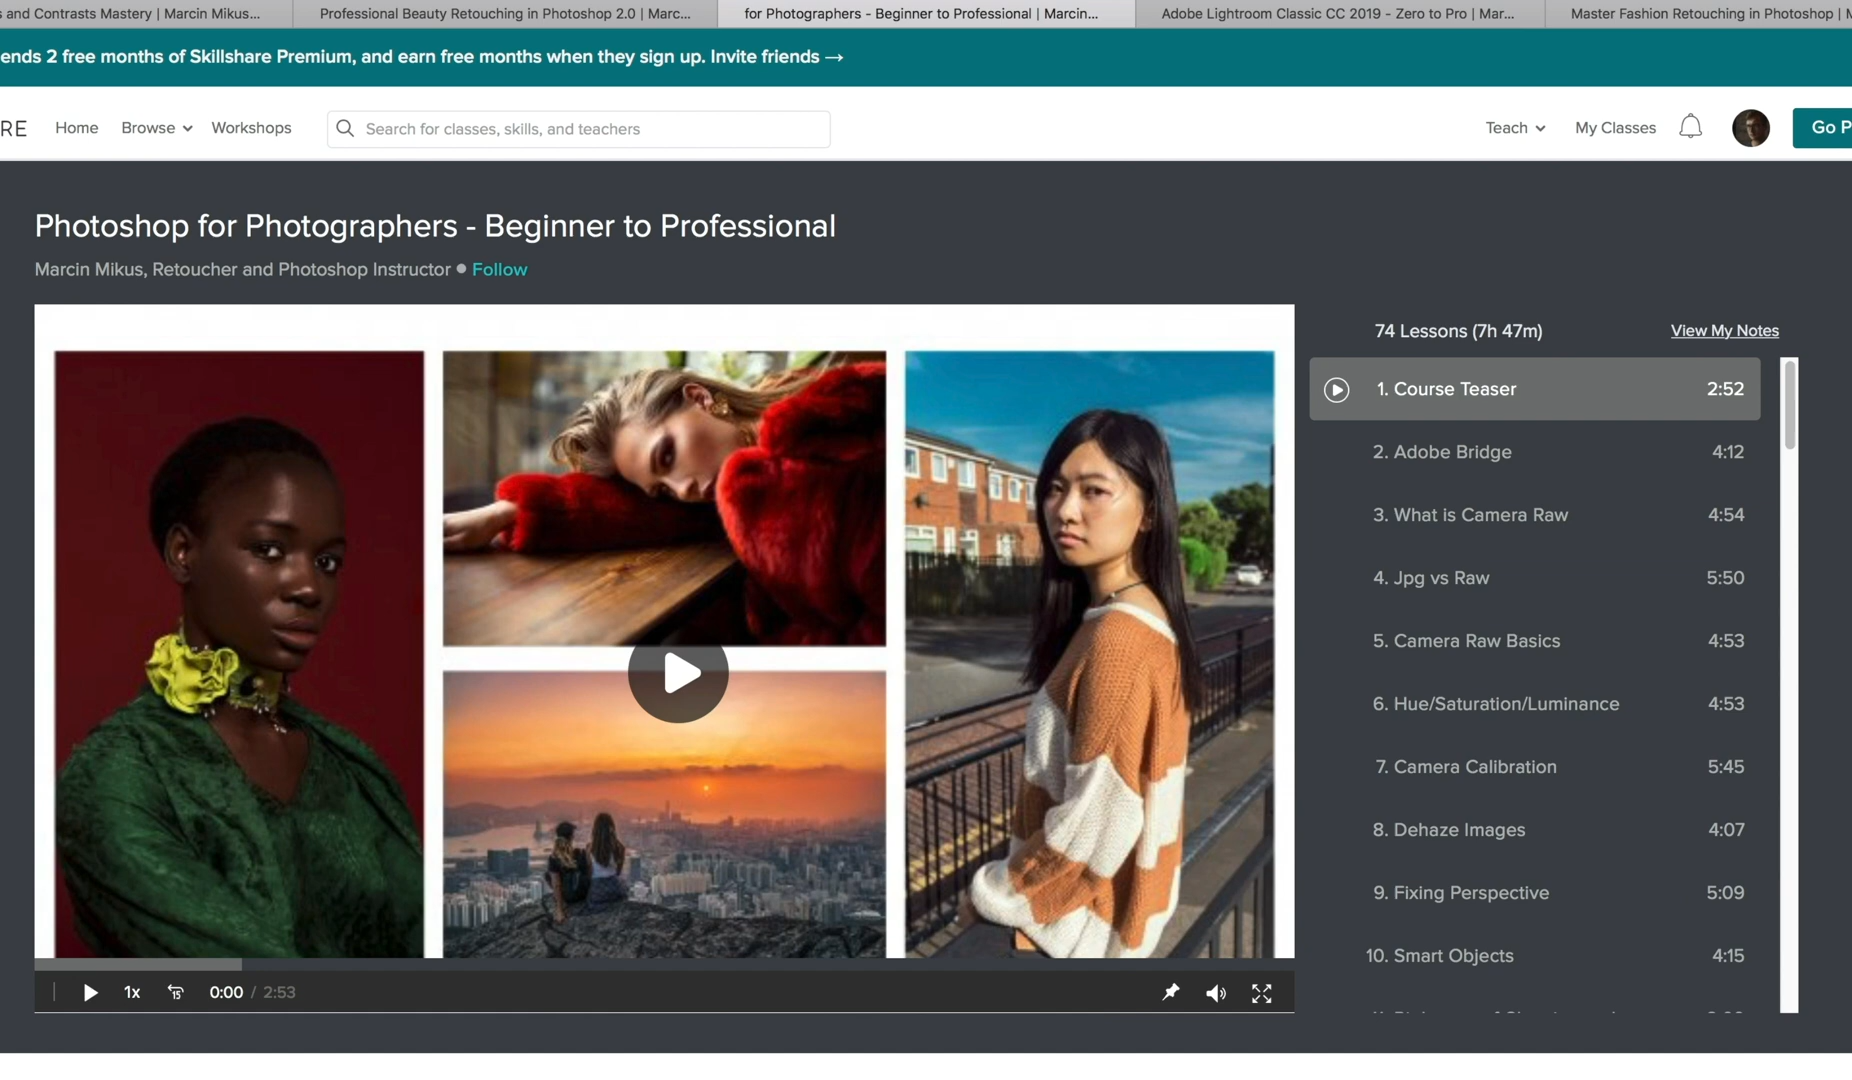 s and Contrasts Mastery | Marcin Mikus...
Professional Beauty Retouching in Photoshop 2.0 | Marc...
for Photographers - Beginner to Professional | Marcin...
Adobe Lightroom Classic CC 2019 - Zero to Pro | Mar...
Master Fashion Retouching in Photoshop | M
ends 2 free months of Skillshare Premium, and earn free months when they sign up. Invite friends →
RE
Home
Browse
Workshops
Search for classes, skills, and teachers
Teach
My Classes
Go P
Photoshop for Photographers - Beginner to Professional
Marcin Mikus, Retoucher and Photoshop Instructor • Follow
74 Lessons (7h 47m)
View My Notes
1. Course Teaser 2:52
2. Adobe Bridge 4:12
3. What is Camera Raw 4:54
4. Jpg vs Raw 5:50
5. Camera Raw Basics 4:53
6. Hue/Saturation/Luminance 4:53
7. Camera Calibration 5:45
8. Dehaze Images 4:07
9. Fixing Perspective 5:09
10. Smart Objects 4:15
1x
15
0:00 / 2:53